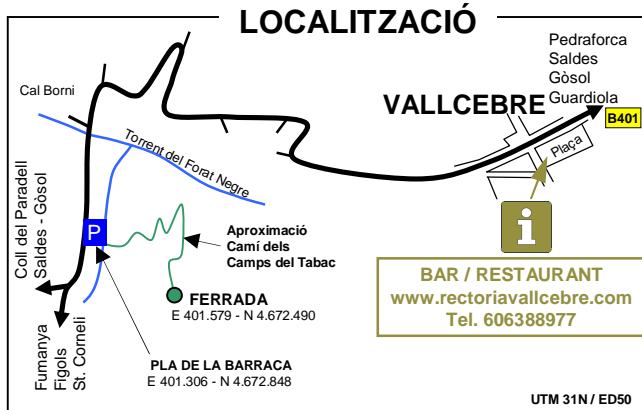 LOCALITZACIÓ
Pedraforca
Saldes
Gòsol
Guardiola
B401
VALLCEBRE
Plaça
Cal Borni
Torrent del Forat Negre
Coll del Paradell
Saldes - Gòsol
P
Aproximació
Camí dels
Camps del Tabac
i
FERRADA
E 401.579 - N 4.672.490
BAR / RESTAURANT
www.rectoriavallcebre.com
Tel. 606388977
Fumanya
Figols
St. Corneli
PLA DE LA BARRACA
E 401.306 - N 4.672.848
UTM 31N / ED50